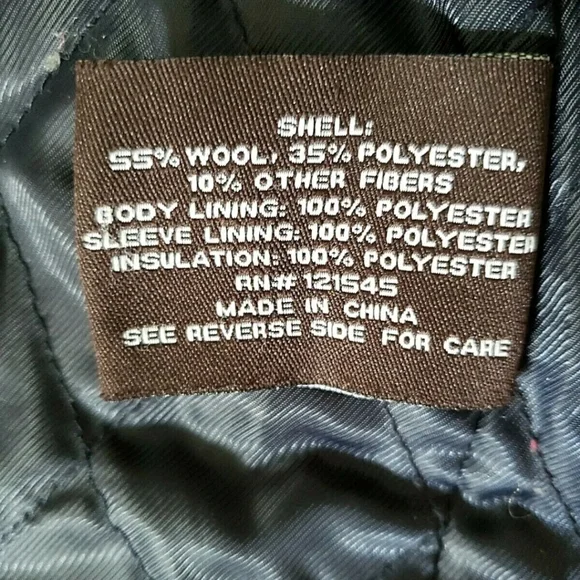 SHELL:
55% WOOL, 35% POLYESTER,
10% OTHER FIBERS
BODY LINING: 100% POLYESTER
SLEEVE LINING: 100% POLYESTER
INSULATION: 100% POLYESTER
RN# 121545
MADE IN CHINA
SEE REVERSE SIDE FOR CARE